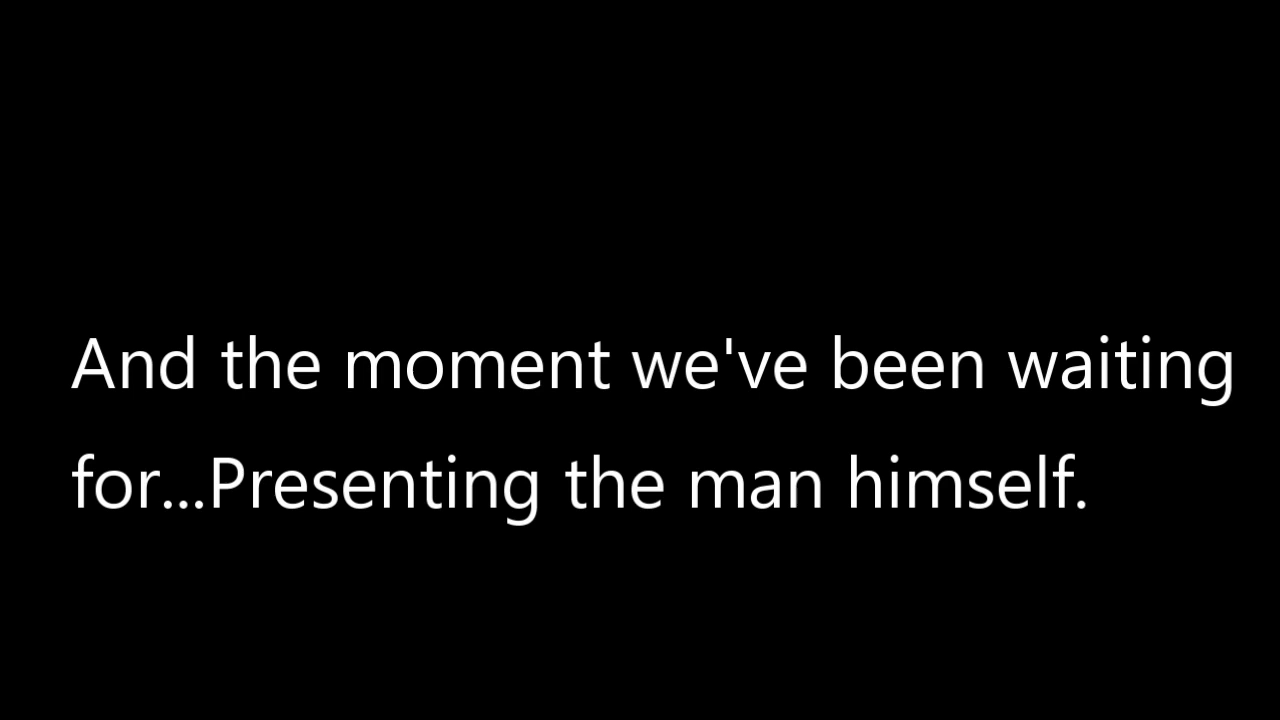 And the moment we've been waiting
for...Presenting the man himself.